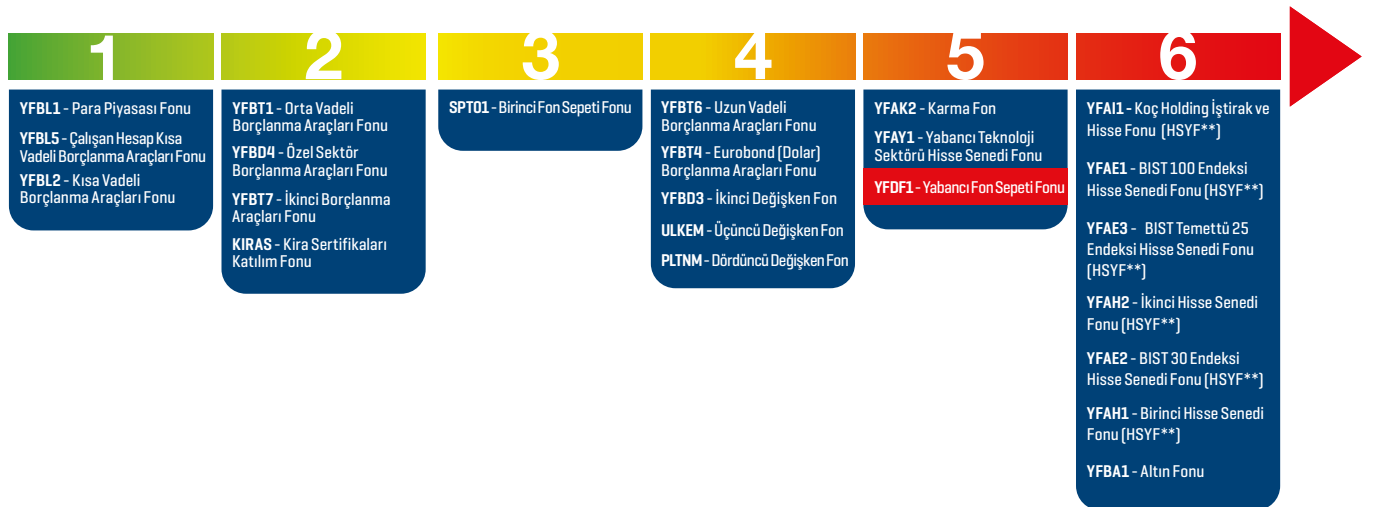 1
YFBL1 - Para Piyasası Fonu
YFBL5 - Çalışan Hesap Kısa
Vadeli Borçlanma Araçları Fonu
YFBL2 - Kısa Vadeli
Borçlanma Araçları Fonu
2
YFBT1 - Orta Vadeli
Borçlanma Araçları Fonu
YFBD4 - Özel Sektör
Borçlanma Araçları Fonu
YFBT7 - İkinci Borçlanma
Araçları Fonu
KIRAS - Kira Sertifikaları
Katılım Fonu
3
SPT01 - Birinci Fon Sepeti Fonu
4
YFBT6 - Uzun Vadeli
Borçlanma Araçları Fonu
YFBT4 - Eurobond (Dolar)
Borçlanma Araçları Fonu
YFBD3 - İkinci Değişken Fon
ULKEM - Üçüncü Değişken Fon
PLTNM - Dördüncü Değişken Fon
5
YFAK2 - Karma Fon
YFAY1 - Yabancı Teknoloji
Sektörü Hisse Senedi Fonu
YFDF1 - Yabancı Fon Sepeti Fonu
6
YFAI1 - Koç Holding İştirak ve
Hisse Fonu (HSYF**)
YFAE1 - BIST 100 Endeksi
Hisse Senedi Fonu (HSYF**)
YFAE3 - BIST Temettü 25
Endeksi Hisse Senedi Fonu
(HSYF**)
YFAH2 - İkinci Hisse Senedi
Fonu (HSYF**)
YFAE2 - BIST 30 Endeksi
Hisse Senedi Fonu (HSYF**)
YFAH1 - Birinci Hisse Senedi
Fonu (HSYF**)
YFBA1 - Altın Fonu